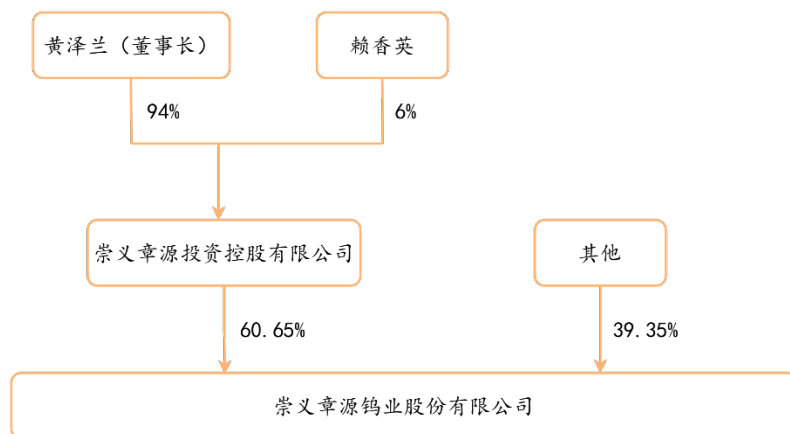 黄泽兰（董事长）
赖香英
94%
6%
崇义章源投资控股有限公司
其他
60.65%
39.35%
崇义章源钨业股份有限公司